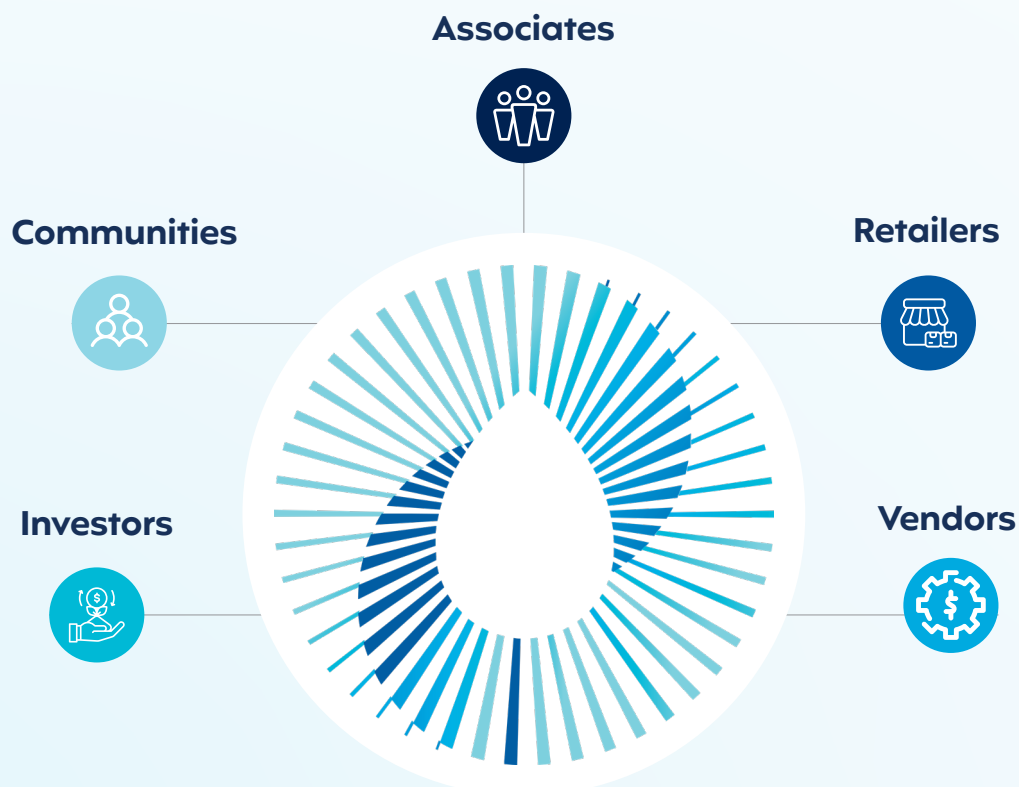 Associates
Communities
Retailers
Investors
Vendors
$
$